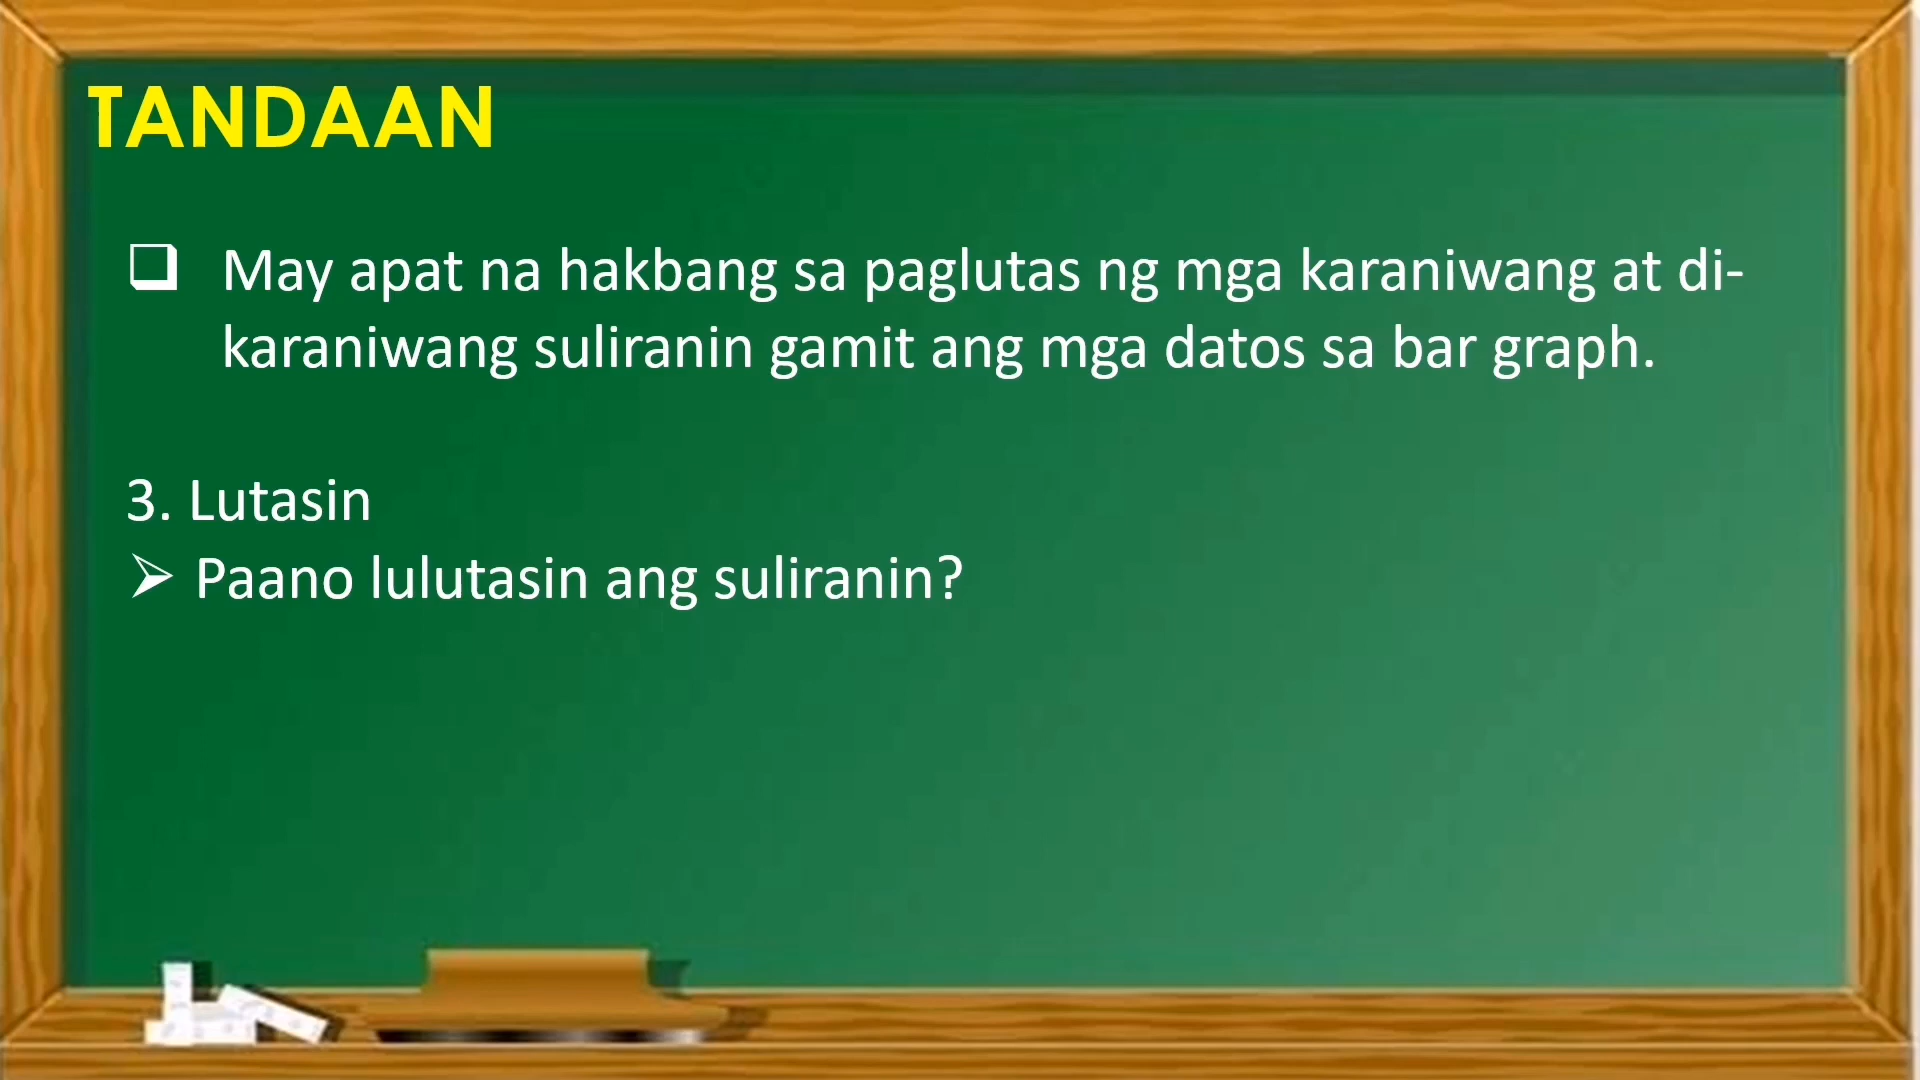 TANDAAN
❑ May apat na hakbang sa paglutas ng mga karaniwang at di-
karaniwang suliranin gamit ang mga datos sa bar graph.
3. Lutasin
➢ Paano lulutasin ang suliranin?